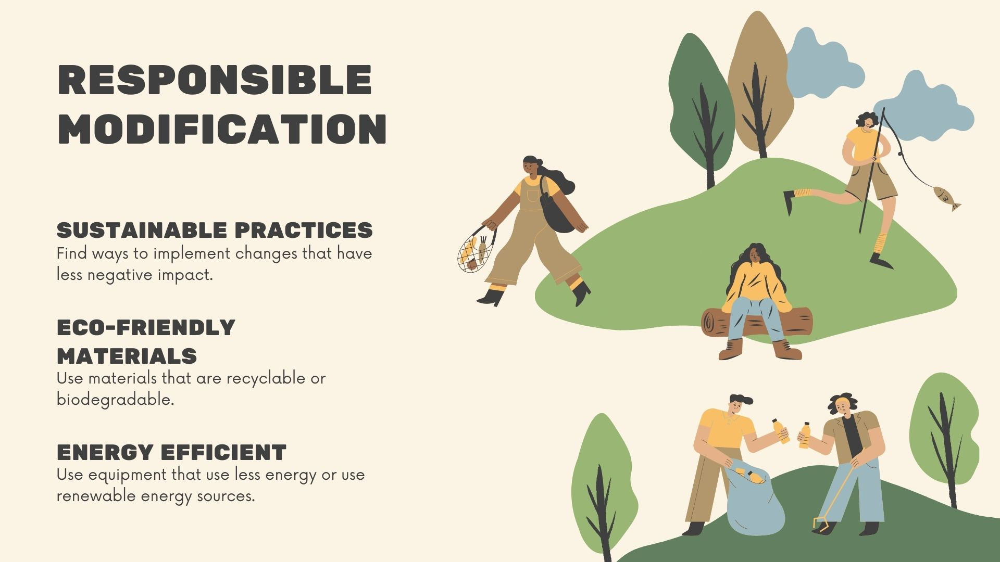 RESPONSIBLE
MODIFICATION
SUSTAINABLE PRACTICES
Find ways to implement changes that have
less negative impact.
ECO-FRIENDLY
MATERIALS
Use materials that are recyclable or
biodegradable.
ENERGY EFFICIENT
Use equipment that use less energy or use
renewable energy sources.